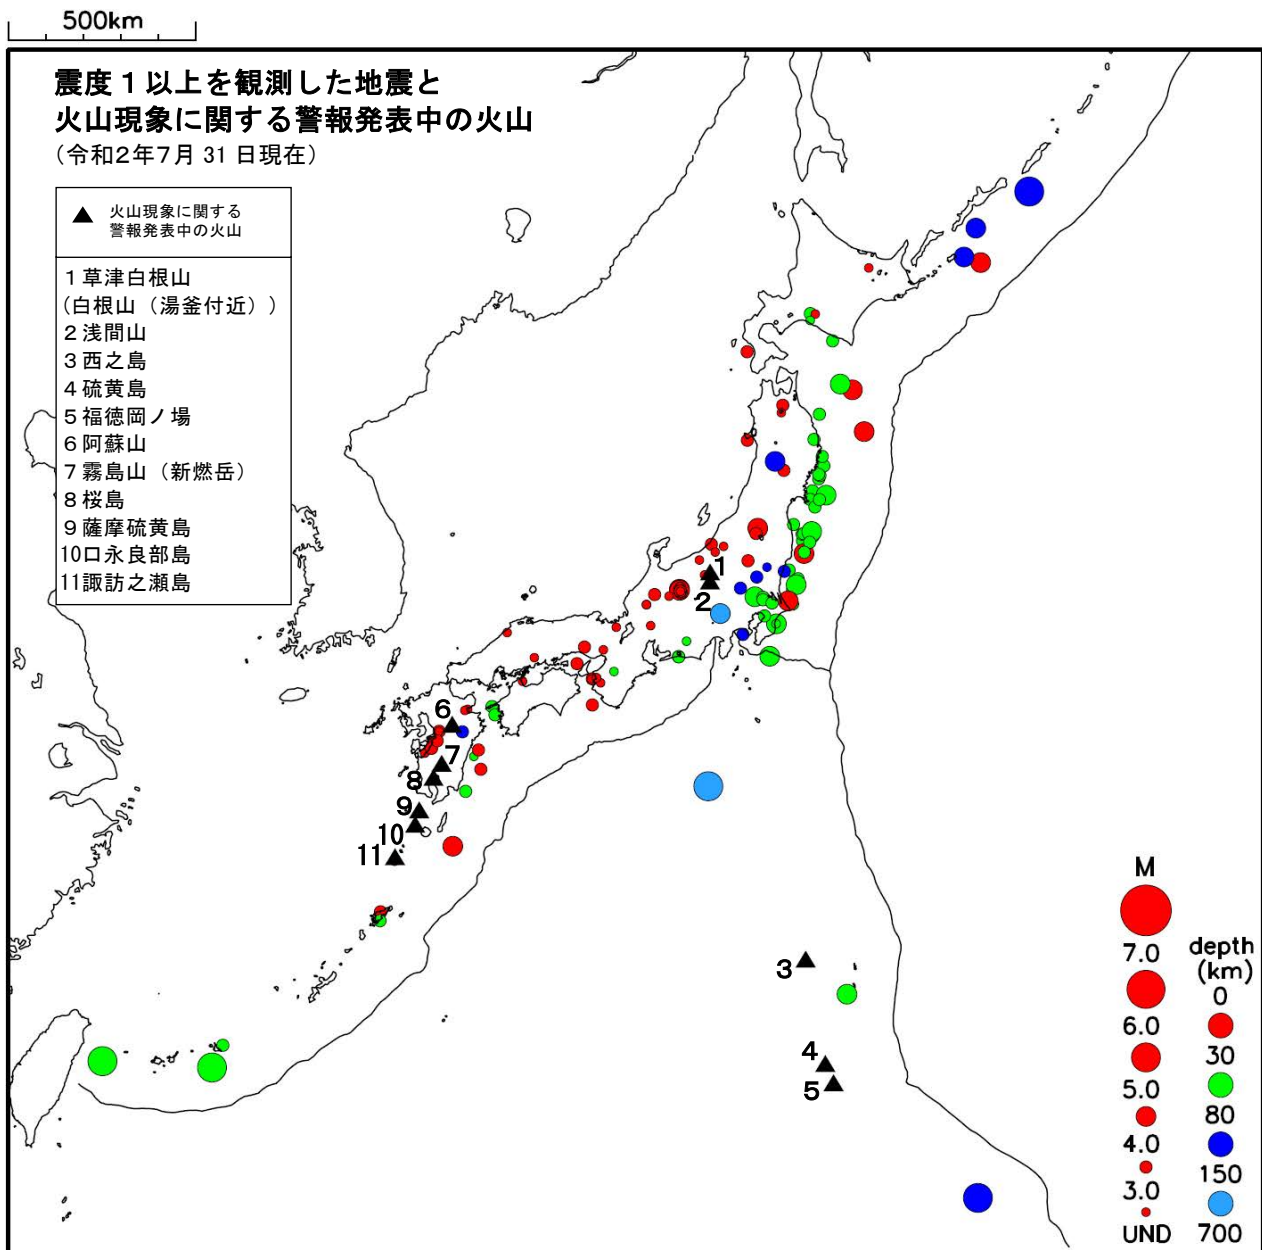 500km
震度１以上を観測した地震と
火山現象に関する警報発表中の火山
（令和2年7月 31 日現在）
火山現象に関する
警報発表中の火山
1 草津白根山
(白根山（湯釜付近））
2 浅間山
3 西之島
4 硫黄島
5 福徳岡ノ場
6 阿蘇山
7 霧島山（新燃岳）
8 桜島
9 薩摩硫黄島
10口永良部島
11諏訪之瀬島
1
2
6
7
8
9
10
11
3
4
5
M
7.0
6.0
5.0
4.0
3.0
UND
depth
(km)
0
30
80
150
700